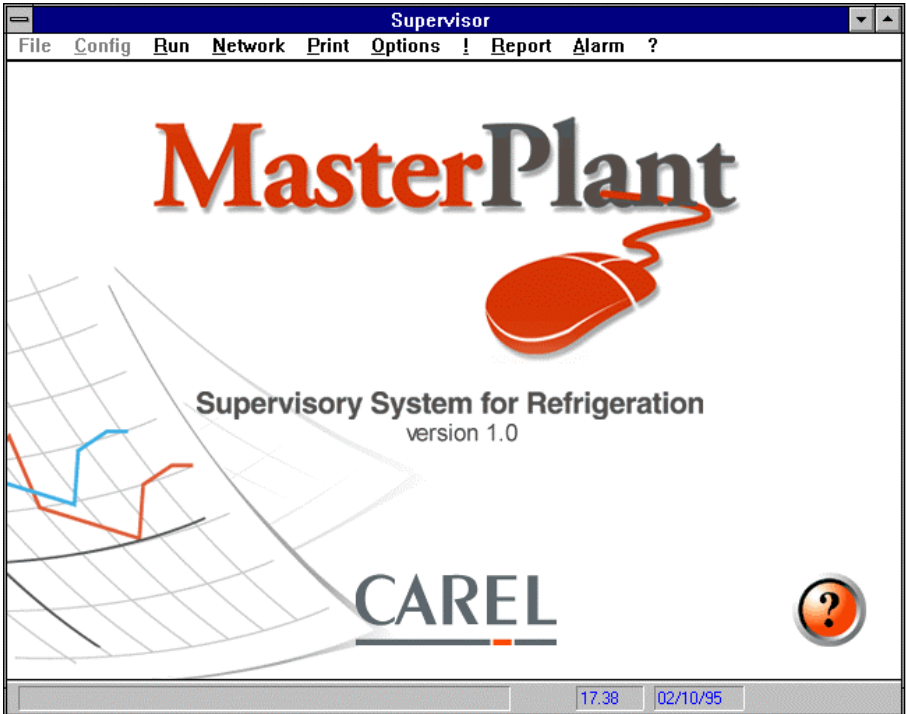 Supervisor
File Config Run Network Print Options ! Report Alarm ?
MasterPlant
Supervisory System for Refrigeration
version 1.0
CAREL
?
17.38 02/10/95